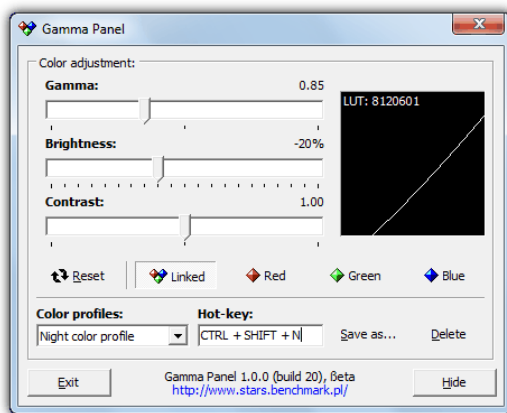 Gamma Panel
Color adjustment:
Gamma: 0.85
LUT: 8120601
Brightness: -20%
Contrast: 1.00
Reset Linked Red Green Blue
Color profiles: Hot-key:
Night color profile CTRL + SHIFT + N Save as... Delete
Exit Gamma Panel 1.0.0 (build 20), ßeta Hide
http://www.stars.benchmark.pl/